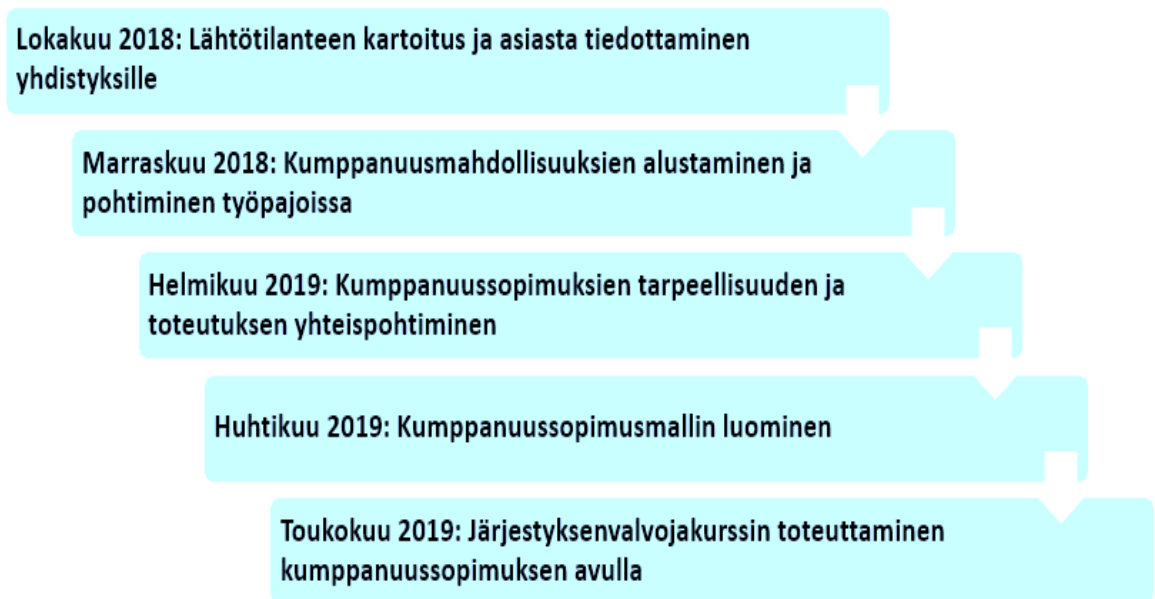 Lokakuu 2018: Lähtötilanteen kartoitus ja asiasta tiedottaminen
yhdistyksille
Marraskuu 2018: Kumppanuusmahdollisuuksien alustaminen ja
pohtiminen työpajoissa
Helmikuu 2019: Kumppanuussopimuksien tarpeellisuuden ja
toteutuksen yhteispohtiminen
Huhtikuu 2019: Kumppanuussopimusmallin luominen
Toukokuu 2019: Järjestyksenvalvojakurssin toteuttaminen
kumppanuussopimuksen avulla